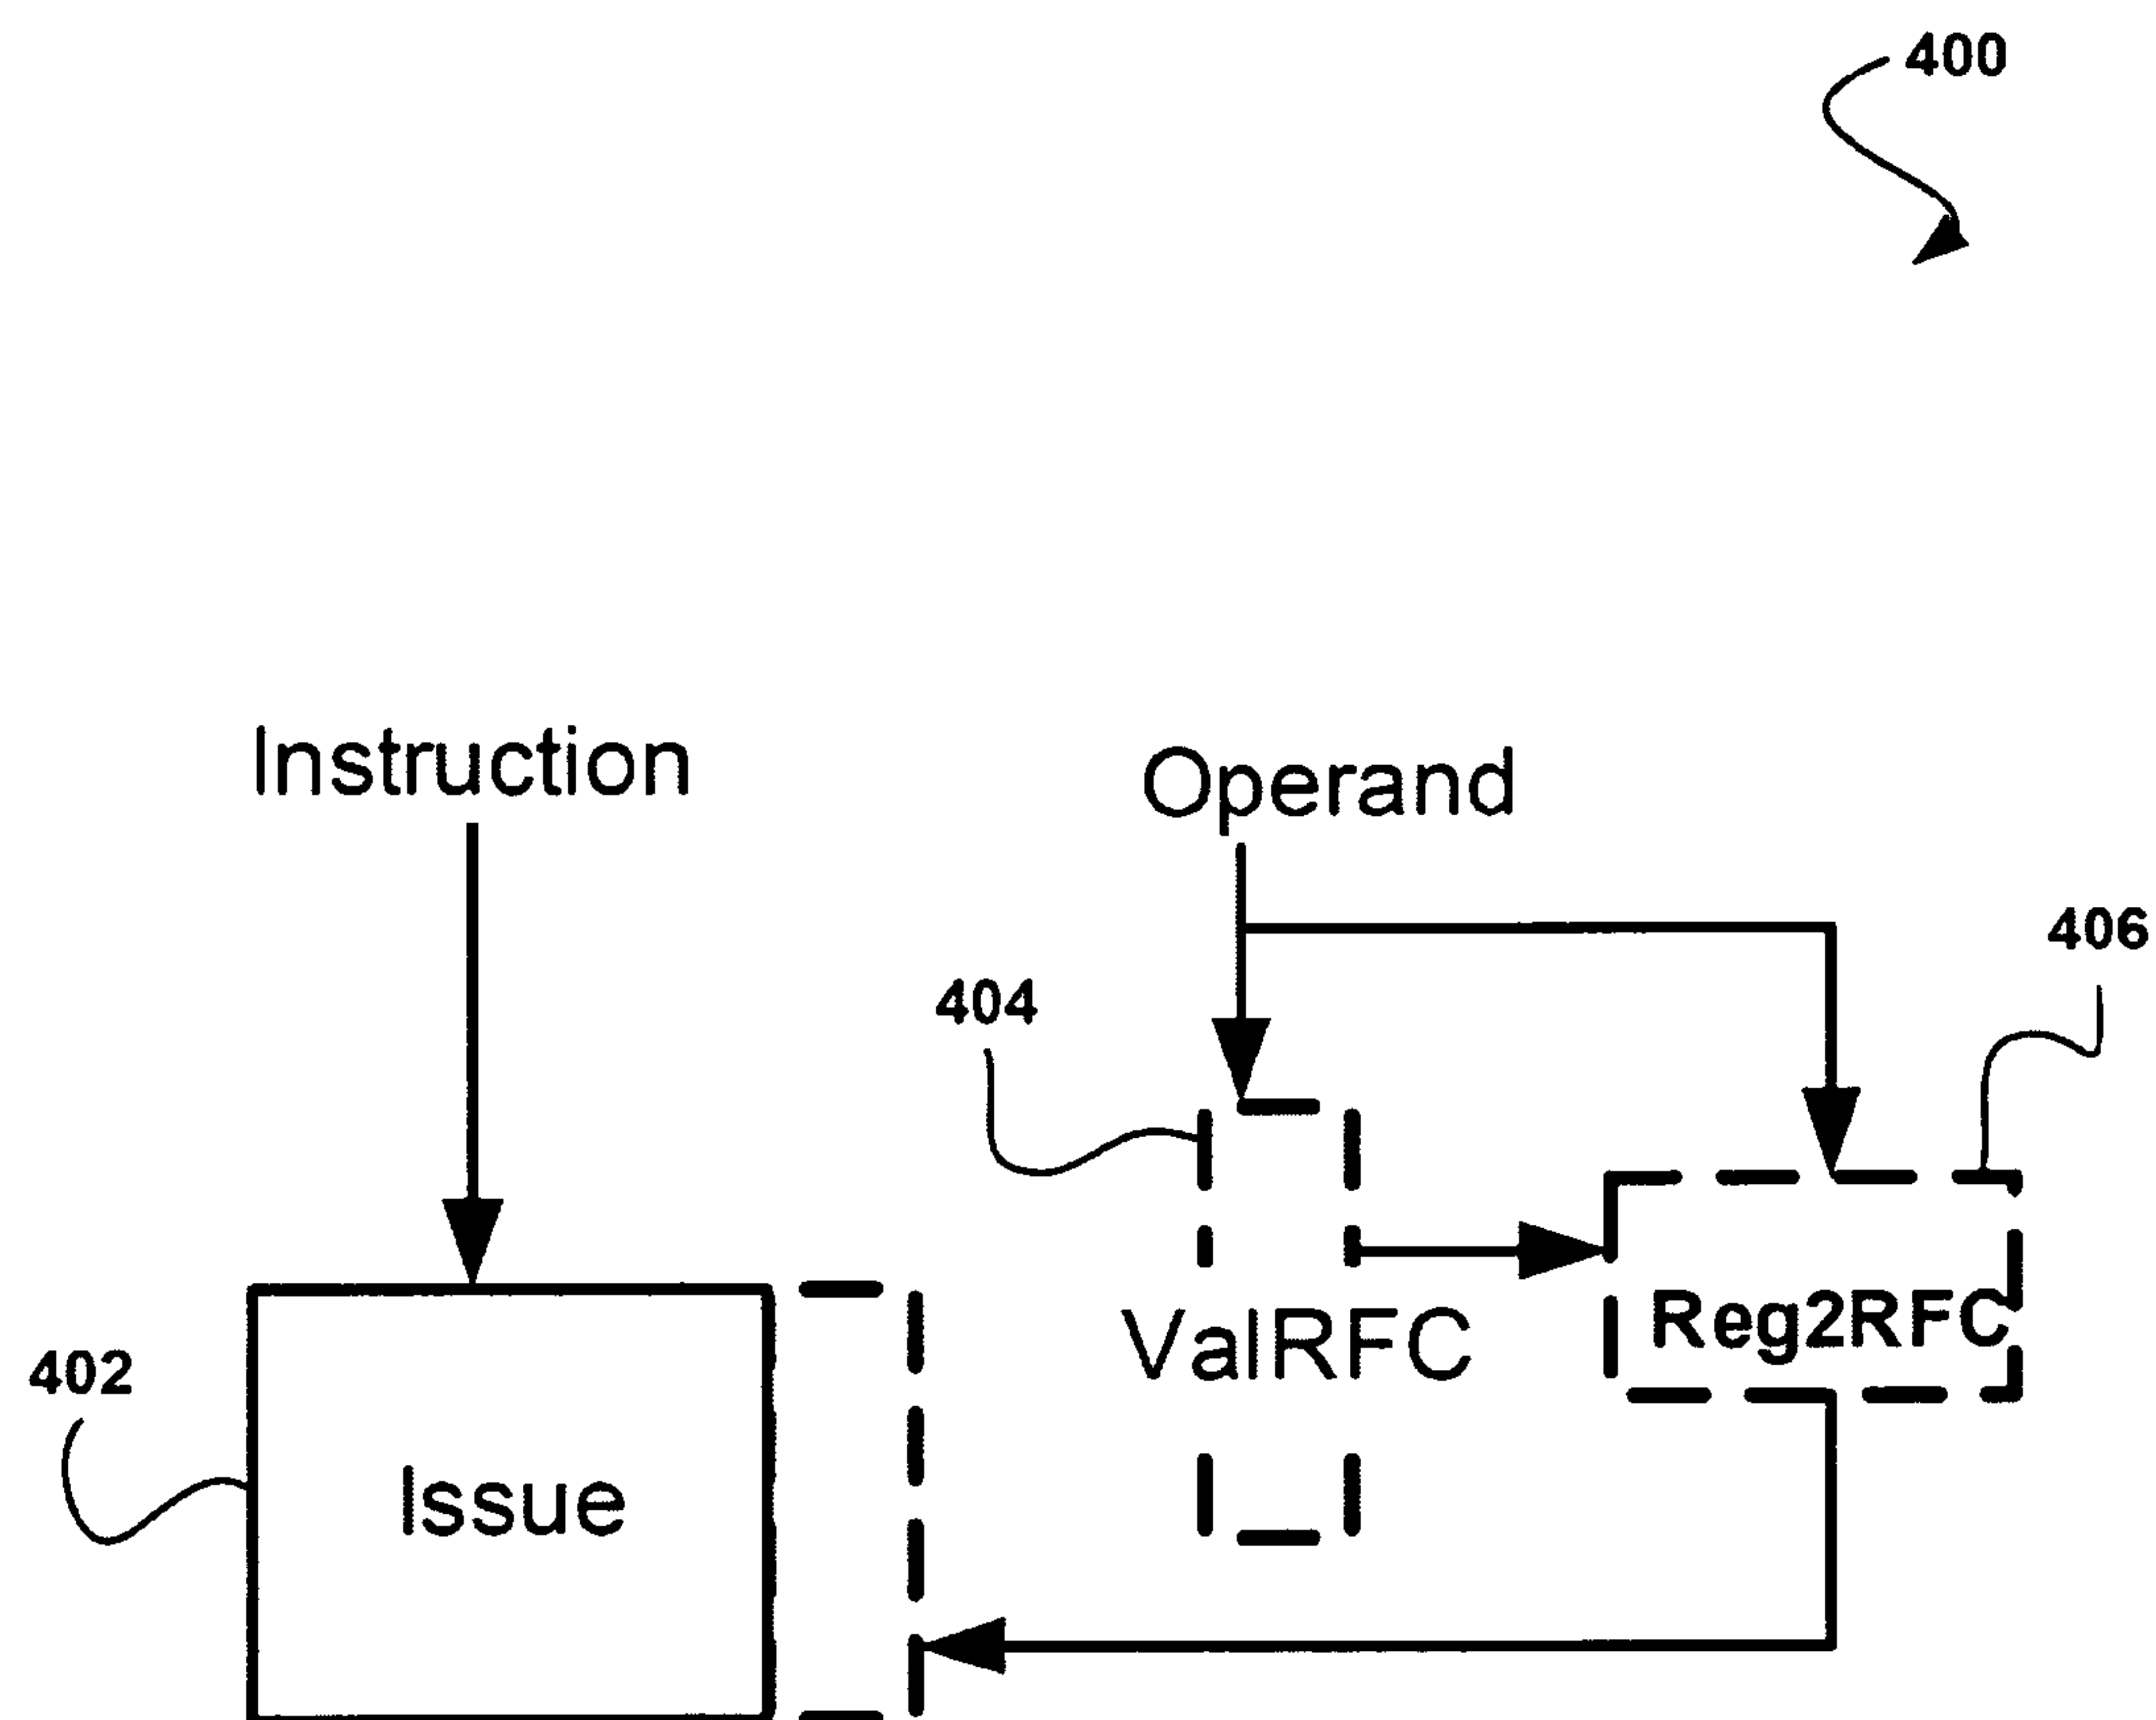 400
Instruction
Operand
406
404
ValRFC
Reg2RFC
402
Issue